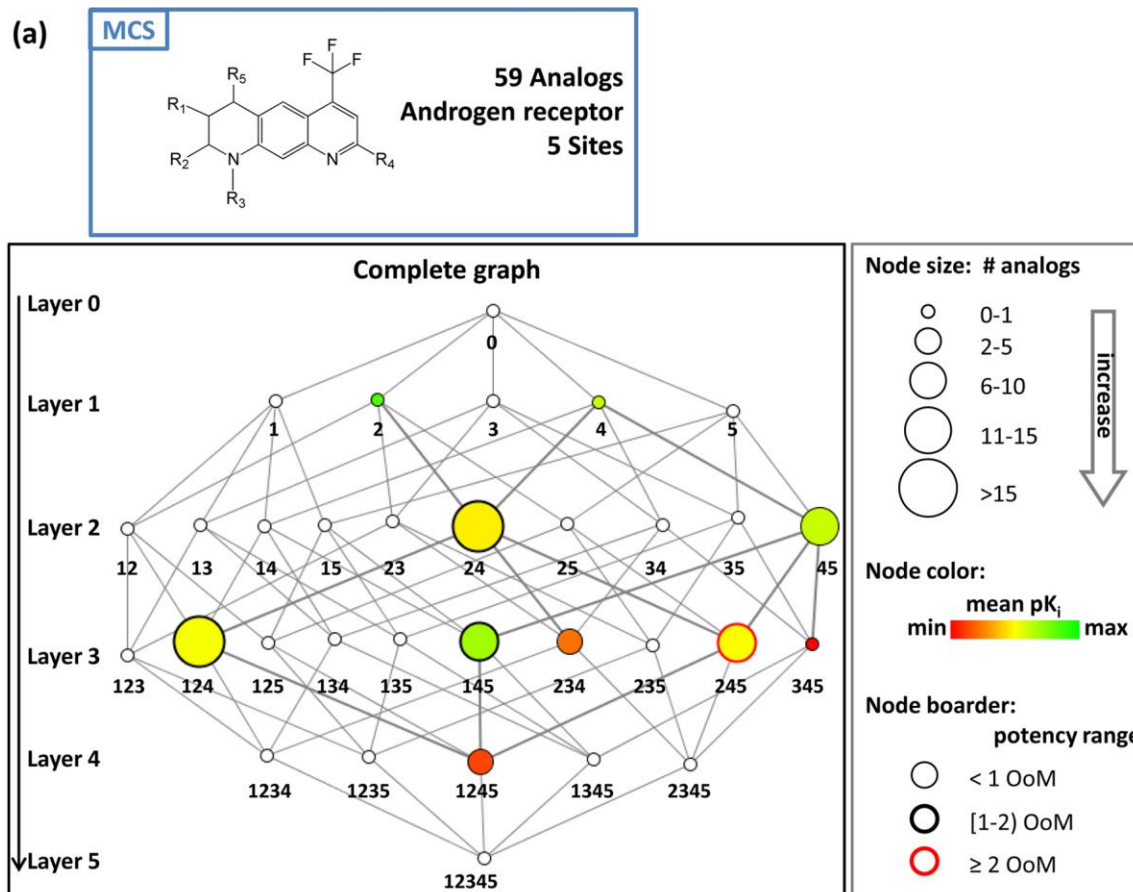 (a)
MCS
F
F F
R5
R1
R2
N
N
R4
R3
59 Analogs
Androgen receptor
5 Sites
Complete graph
Layer 0
0
Layer 1
1 2 3 4 5
Layer 2
12 13 14 15 23 24 25 34 35 45
Layer 3
123 124 125 134 135 145 234 235 245 345
Layer 4
1234 1235 1245 1345 2345
Layer 5
12345
Node size: # analogs
0-1
2-5
6-10
11-15
>15
increase
Node color:
mean pKi
min max
Node boarder:
potency range
< 1 OoM
[1-2) OoM
≥ 2 OoM